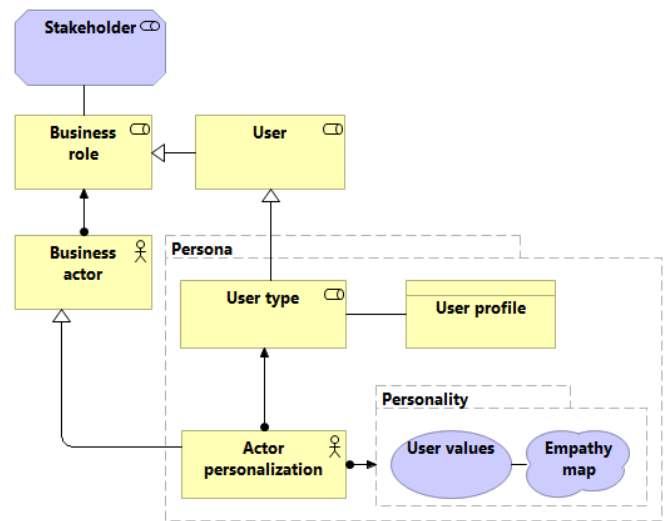 Stakeholder
Business
role
User
Business
actor
Persona
User type
User profile
Personality
Actor
personalization
User values
Empathy
map